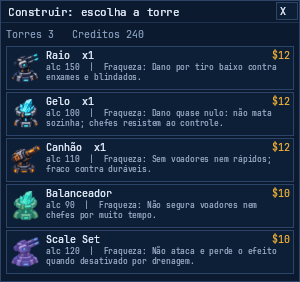 Construir: escolha a torre X
Torres 3 Creditos 240
Raio x1 $12
alc 150 | Fraqueza: Dano por tiro baixo contra
enxames e blindados.
Gelo x1 $12
alc 100 | Fraqueza: Dano quase nulo: não mata
sozinha; chefes resistem ao controle.
Canhão x1 $12
alc 110 | Fraqueza: Sem voadores nem rápidos;
fraco contra duráveis.
Balanceador $10
alc 90 | Fraqueza: Não segura voadores nem
chefes por muito tempo.
Scale Set $10
alc 120 | Fraqueza: Não ataca e perde o efeito
quando desativado por drenagem.